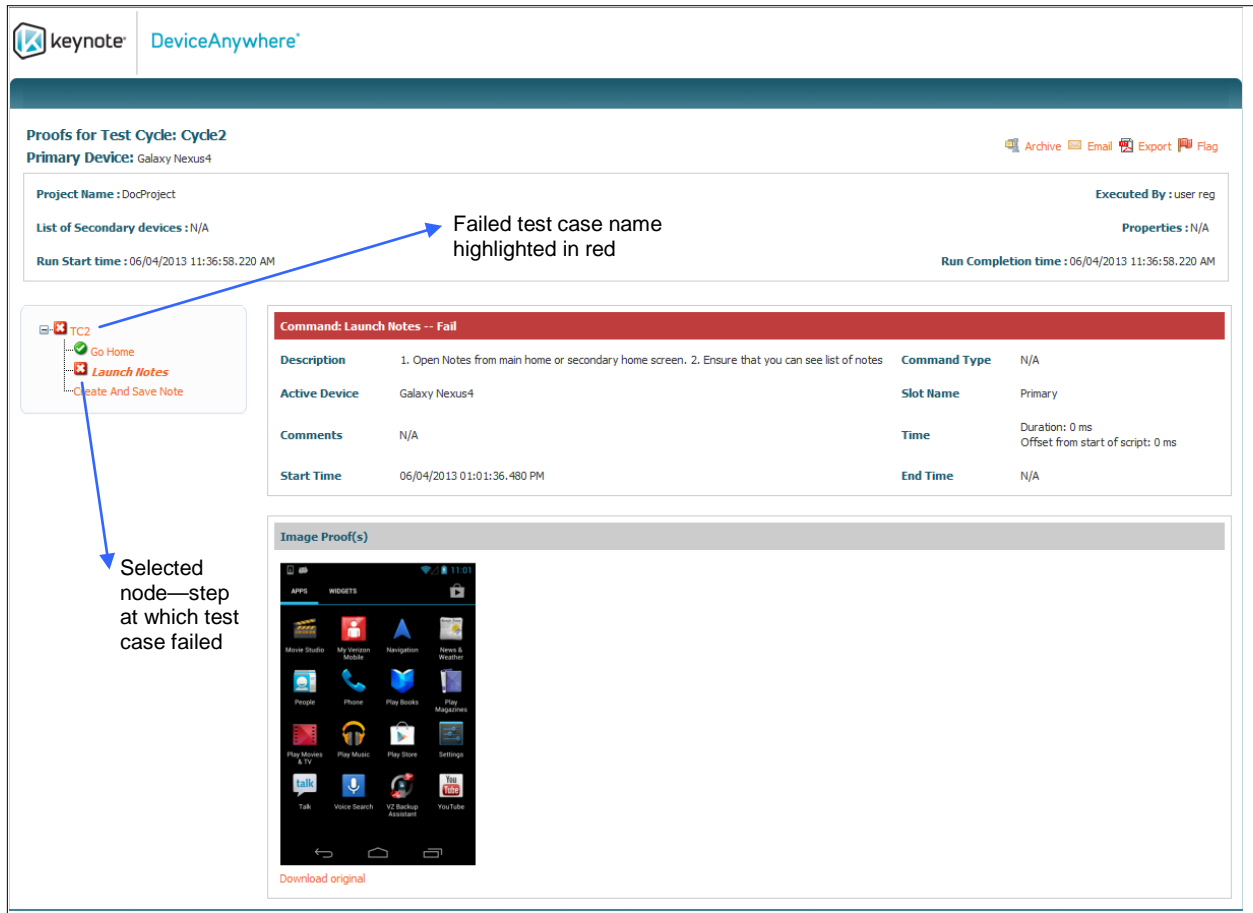 keynote DeviceAnywhere
Proofs for Test Cycle: Cycle2
Primary Device: Galaxy Nexus4
Archive Email Export Flag
Project Name : DocProject
Executed By : user reg
List of Secondary devices : N/A
Properties : N/A
Run Start time : 06/04/2013 11:36:58.220 AM
Run Completion time : 06/04/2013 11:36:58.220 AM
Failed test case name
highlighted in red
TC2
Go Home
Launch Notes
Create And Save Note
Selected
node—step
at which test
case failed
Command: Launch Notes -- Fail
Description 1. Open Notes from main home or secondary home screen. 2. Ensure that you can see list of notes Command Type N/A
Active Device Galaxy Nexus4 Slot Name Primary
Comments N/A Time Duration: 0 ms
Offset from start of script: 0 ms
Start Time 06/04/2013 01:01:36.480 PM End Time N/A
Image Proof(s)
11:01
APPS WIDGETS
Movie Studio My Verizon Navigation News &
Mobile Weather
People Phone Play Books Play
Magazines
Play Movies Play Music Play Store Settings
& TV
talk You
Tube
Talk Voice Search VZ Backup YouTube
Assistant
Download original